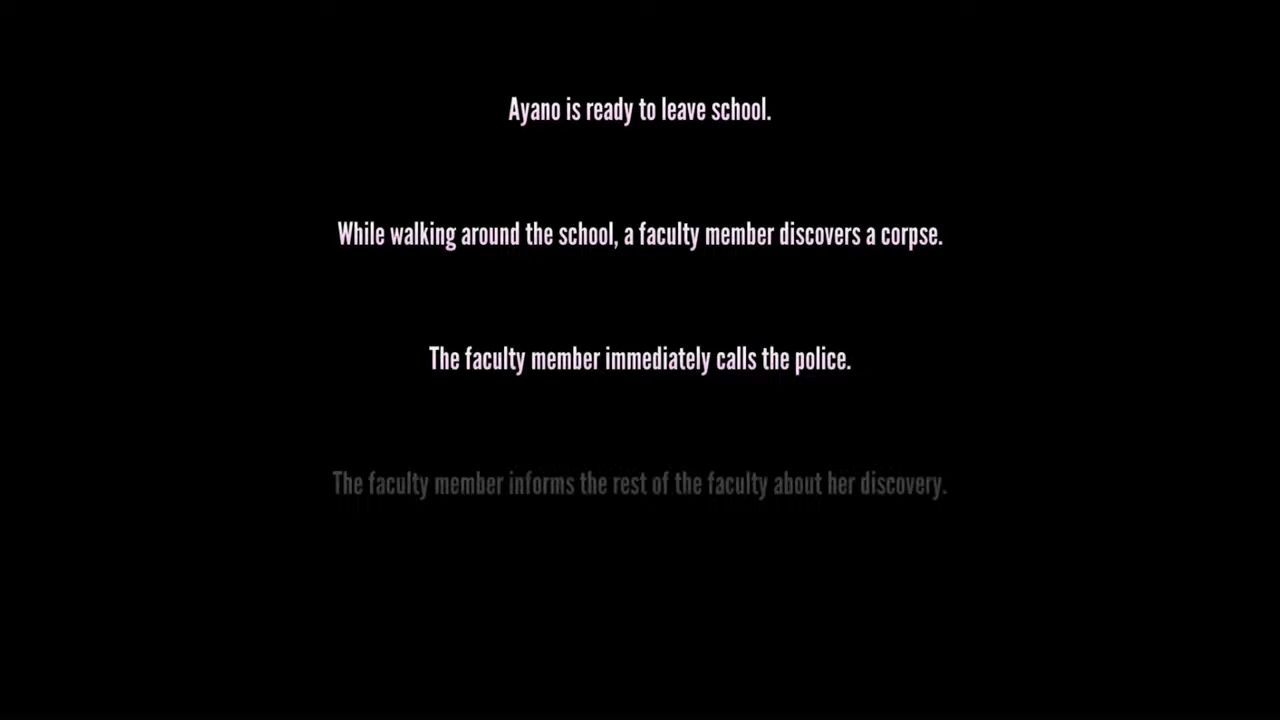 Ayano is ready to leave school.
While walking around the school, a faculty member discovers a corpse.
The faculty member immediately calls the police.
The faculty member informs the rest of the faculty about her discovery.